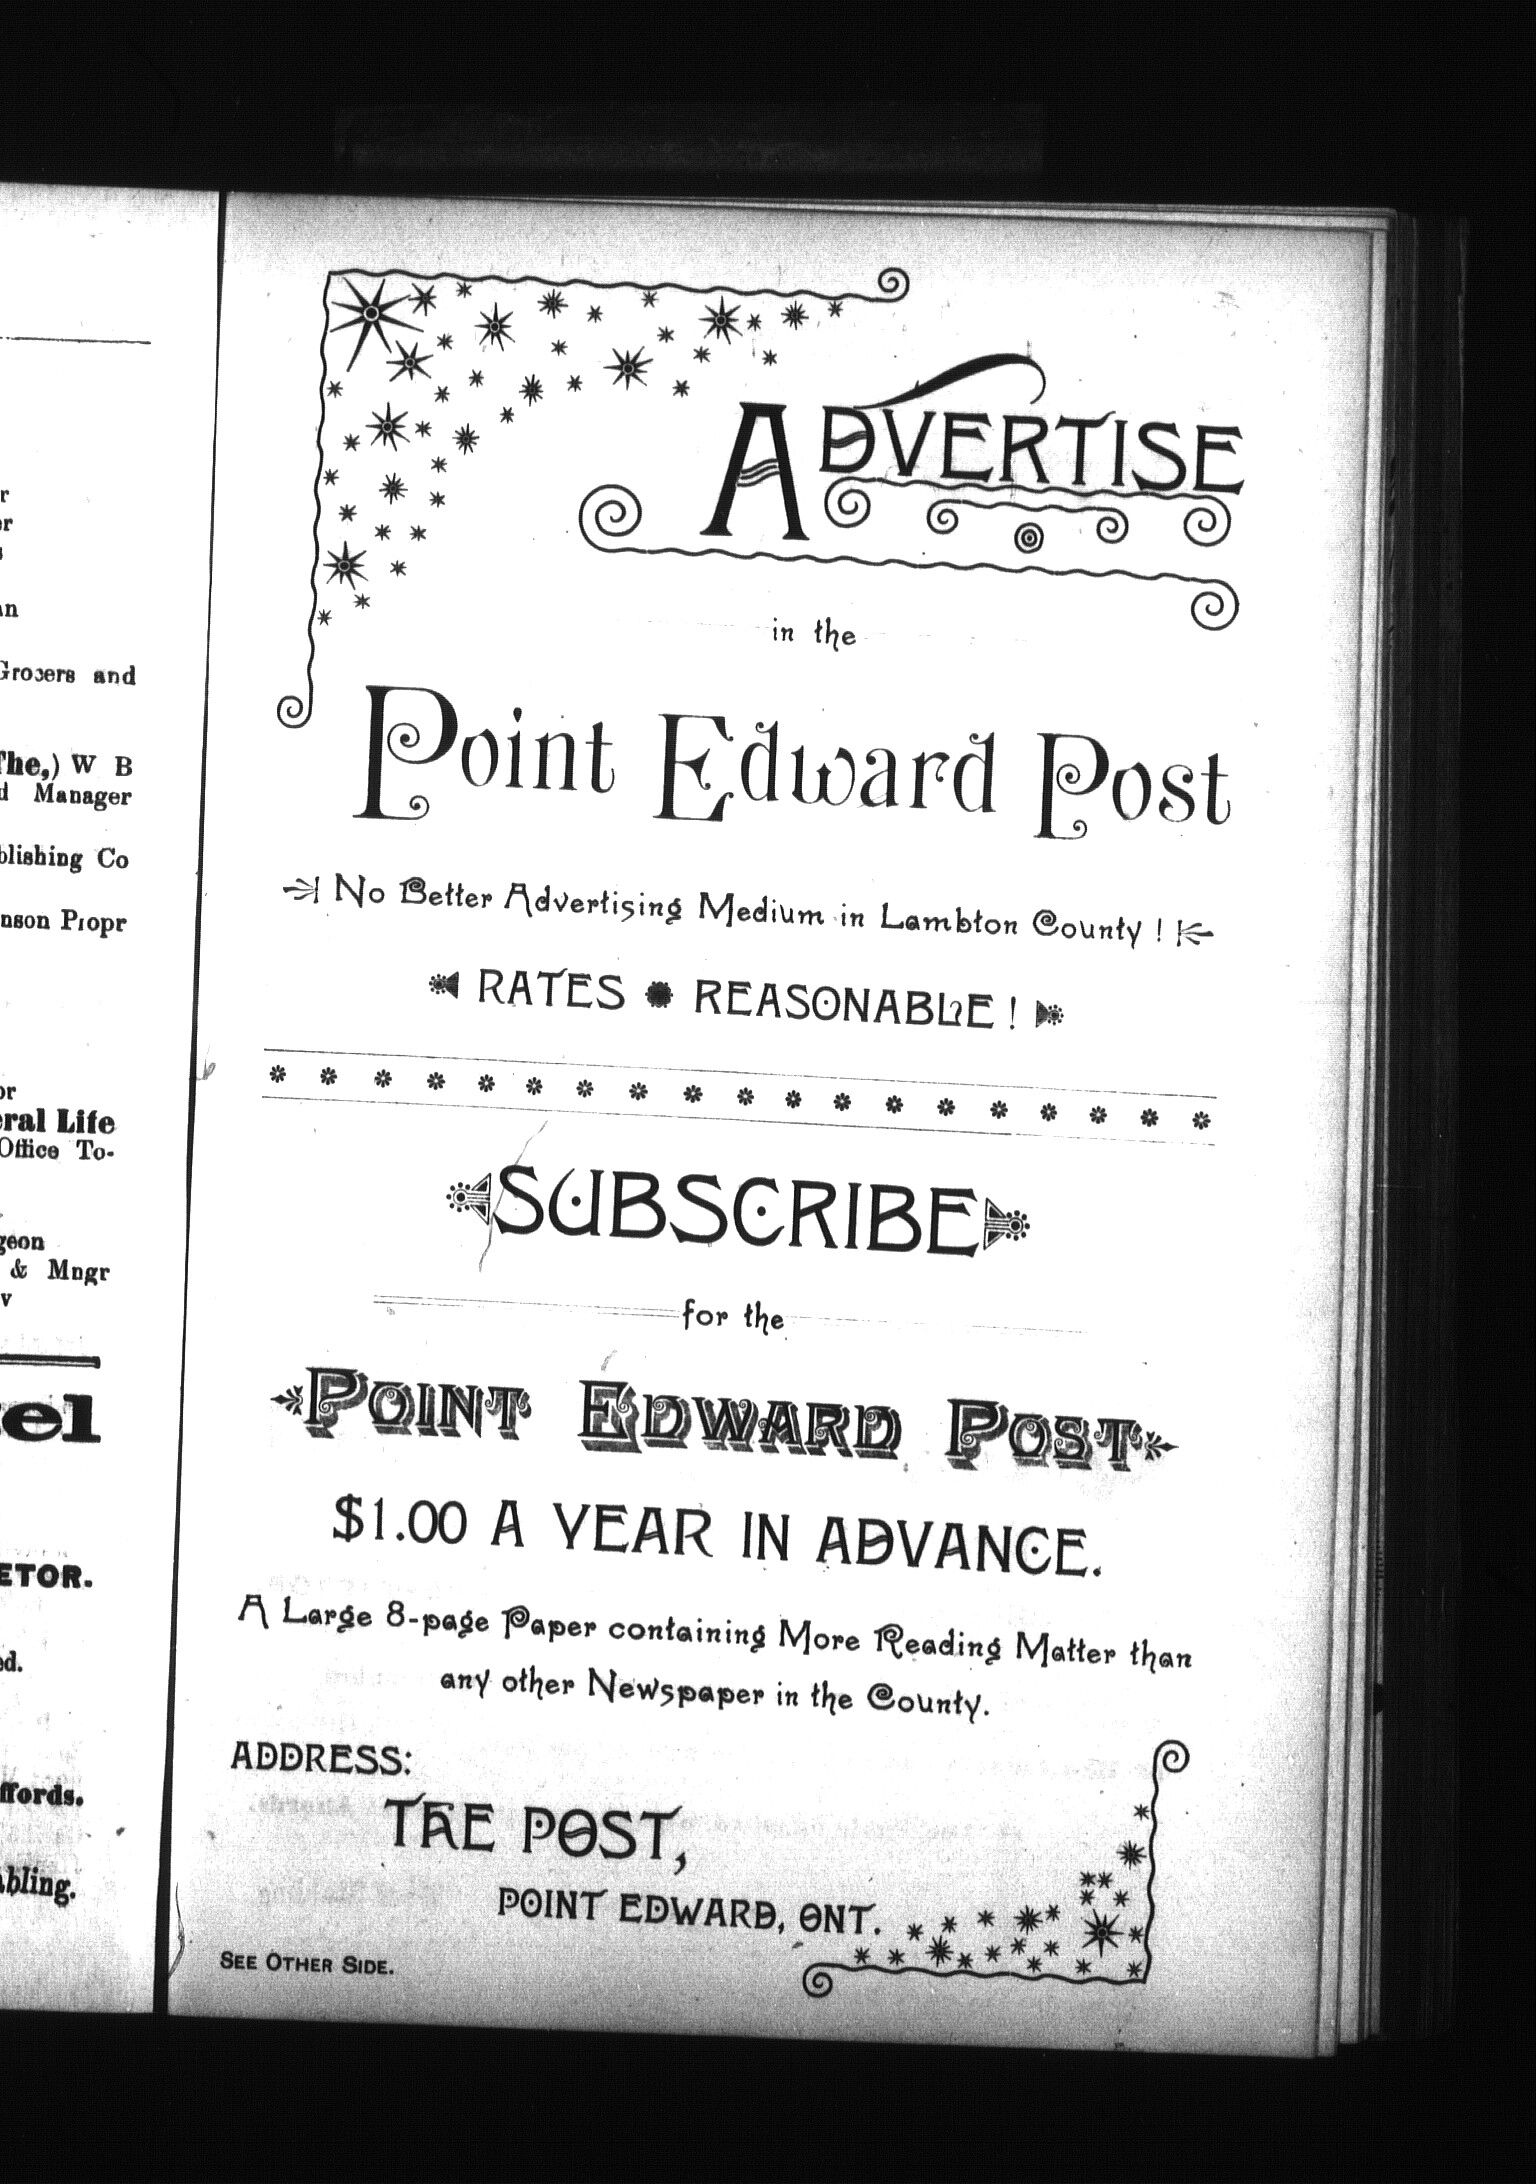 Grocers and
The,) W B
Manager
blishing Co
nson Propr
eral Life
Office To-
geon
& Mngr
el
ETOR.
ed.
ffords.
bling.
ADVERTISE
in the
Point Edward Post
No Better Advertising Medium in Lambton County !
RATES REASONABLE !
SUBSCRIBE
for the
POINT EDWARD POST
$1.00 A YEAR IN ADVANCE.
A Large 8-page Paper containing More Reading Matter than
any other Newspaper in the County.
ADDRESS:
THE POST,
POINT EDWARD, ONT.
SEE OTHER SIDE.